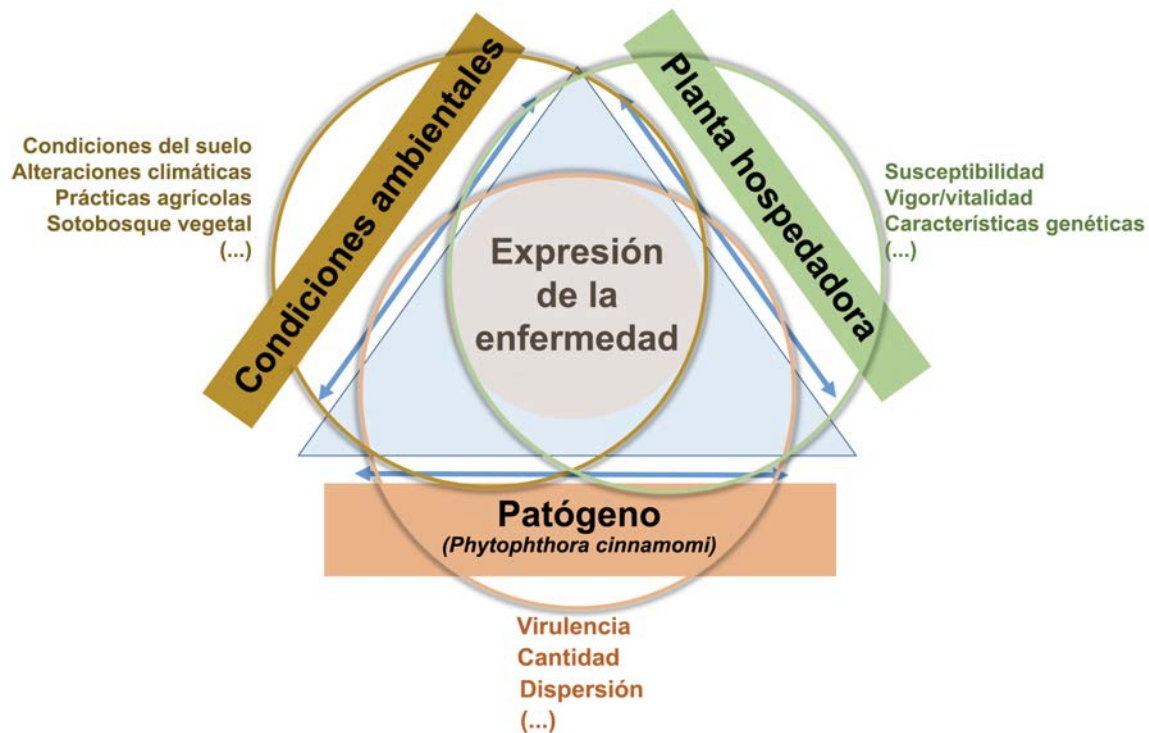 Condiciones ambientales
Condiciones del suelo
Alteraciones climáticas
Prácticas agrícolas
Sotobosque vegetal
(...)
Planta hospedadora
Susceptibilidad
Vigor/vitalidad
Características genéticas
(...)
Expresión
de la
enfermedad
Patógeno
(Phytophthora cinnamomi)
Virulencia
Cantidad
Dispersión
(...)